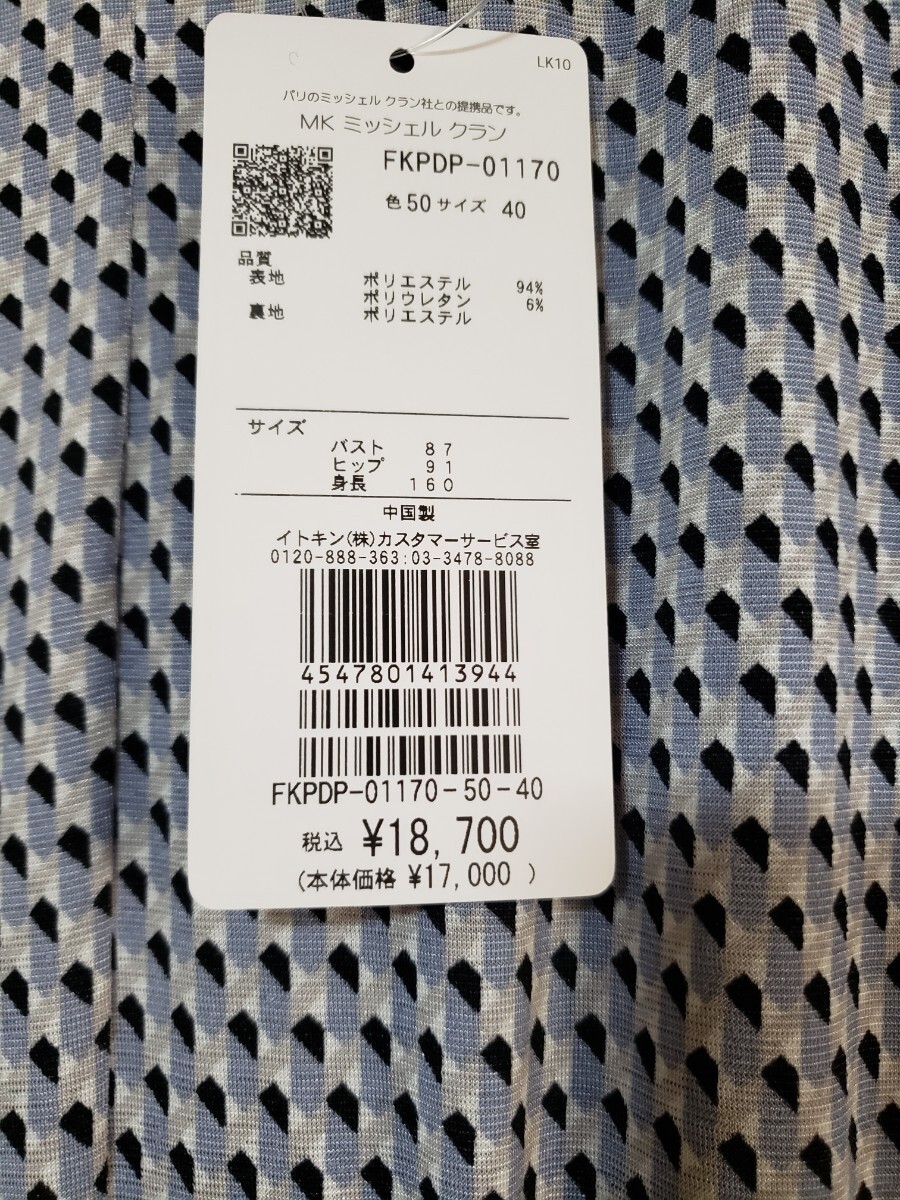 LK10
パリのミッシェル クラン社との提携品です。
MK ミッシェル クラン
FKPDP-01170
色 50 サイズ 40
品質
表地 ポリエステル 94%
ポリウレタン 6%
裏地 ポリエステル
サイズ
バスト 87
ヒップ 91
身長 160
中国製
イトキン(株)カスタマーサービス室
0120-888-363:03-3478-8088
4547801413944
FKPDP-01170-50-40
税込 ¥18,700
(本体価格 ¥17,000 )